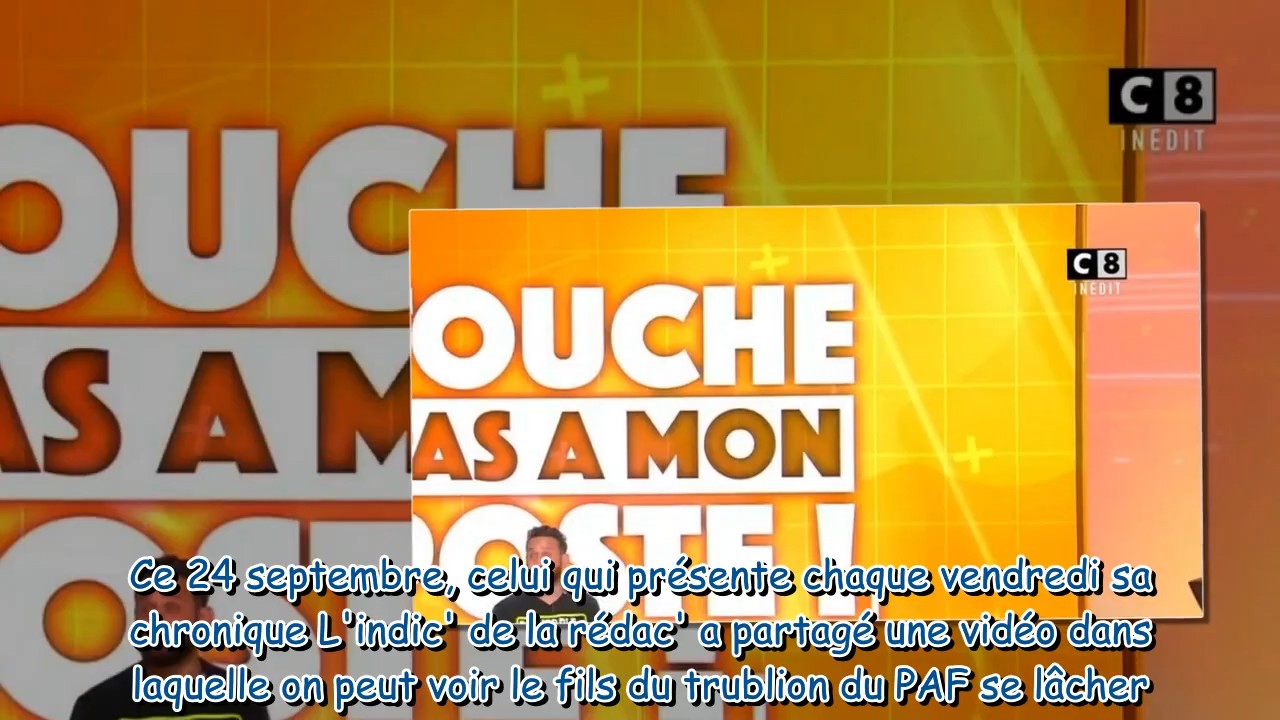 C8
INEDIT
OUCHE
AS A M
C8
INEDIT
OUCHE
AS A MON
OSTE !
Ce 24 septembre, celui qui présente chaque vendredi sa
chronique L'indic' de la rédac' a partagé une vidéo dans
laquelle on peut voir le fils du trublion du PAF se lâcher